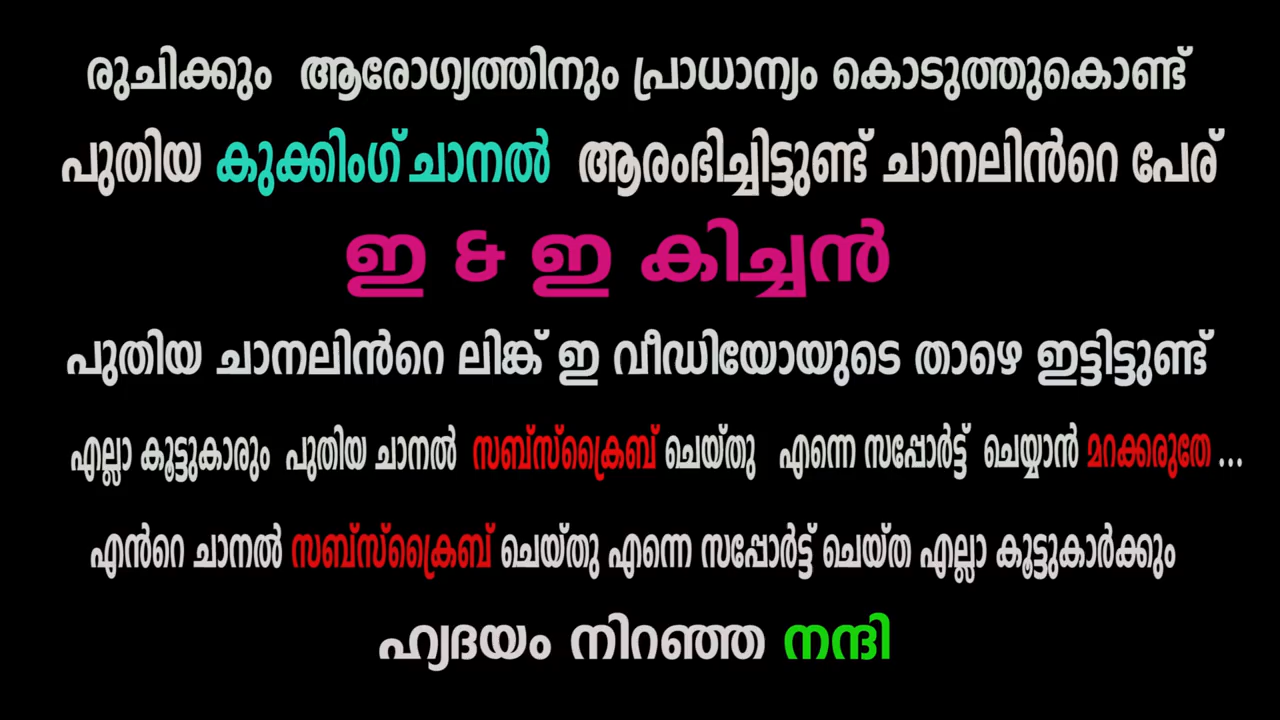 രുചിക്കും ആരോഗ്യത്തിനും പ്രാധാന്യം കൊടുത്തുകൊണ്ട്
പുതിയ കുക്കിംഗ് ചാനൽ ആരംഭിച്ചിട്ടുണ്ട് ചാനലിൻറെ പേര്
ഇ & ഇ കിച്ചൻ
പുതിയ ചാനലിൻറെ ലിങ്ക് ഇ വീഡിയോയുടെ താഴെ ഇട്ടിട്ടുണ്ട്
എല്ലാ കൂട്ടുകാരും പുതിയ ചാനൽ സബ്സ്ക്രൈബ് ചെയ്തു എന്നെ സപ്പോർട്ട് ചെയ്യാൻ മറക്കരുതേ ...
എൻറെ ചാനൽ സബ്സ്ക്രൈബ് ചെയ്തു എന്നെ സപ്പോർട്ട് ചെയ്ത എല്ലാ കൂട്ടുകാർക്കും
ഹൃദയം നിറഞ്ഞ നന്ദി